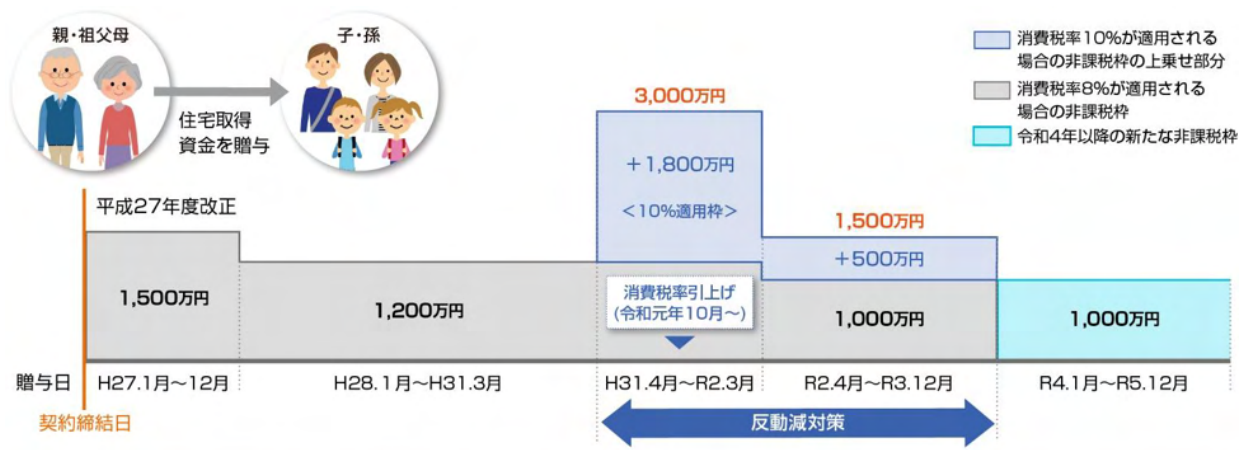 親・祖父母
子・孫
住宅取得
資金を贈与
消費税率10%が適用される
場合の非課税枠の上乗せ部分
消費税率8%が適用される
場合の非課税枠
令和4年以降の新たな非課税枠
平成27年度改正
3,000万円
+1,800万円
<10%適用枠>
1,500万円
+500万円
消費税率引上げ
(令和元年10月~)
1,500万円
1,200万円
1,000万円
1,000万円
贈与日
H27.1月~12月
H28.1月~H31.3月
H31.4月~R2.3月
R2.4月~R3.12月
R4.1月~R5.12月
契約締結日
反動減対策